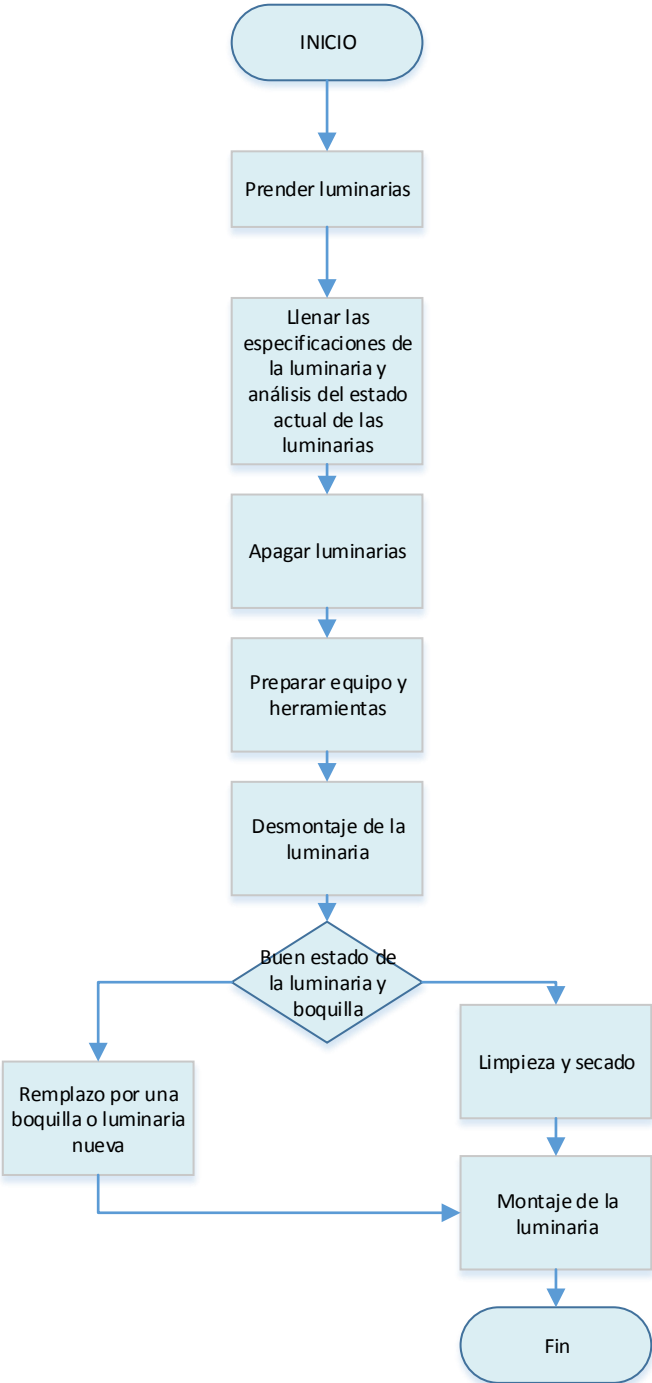 INICIO
Prender luminarias
Llenar las
especificaciones de
la luminaria y
análisis del estado
actual de las
luminarias
Apagar luminarias
Preparar equipo y
herramientas
Desmontaje de la
luminaria
Buen estado de
la luminaria y
boquilla
Remplazo por una
boquilla o luminaria
nueva
Limpieza y secado
Montaje de la
luminaria
Fin